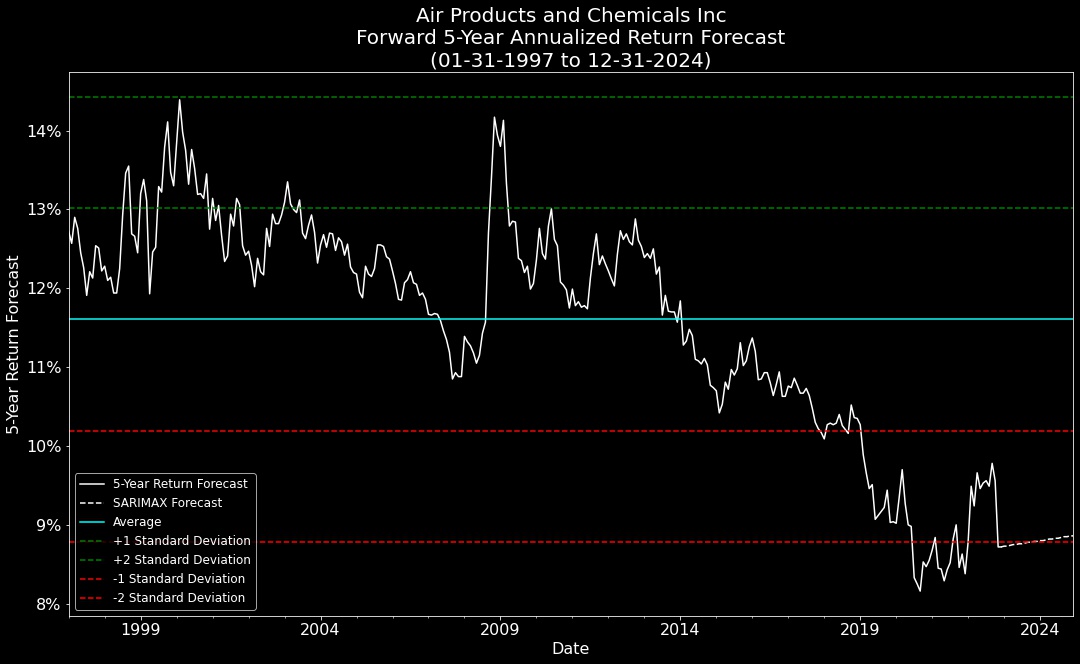 Air Products and Chemicals Inc
Forward 5-Year Annualized Return Forecast
(01-31-1997 to 12-31-2024)
5-Year Return Forecast
14%
13%
12%
11%
10%
9%
8%
5-Year Return Forecast
SARIMAX Forecast
Average
+1 Standard Deviation
+2 Standard Deviation
-1 Standard Deviation
-2 Standard Deviation
1999
2004
2009
2014
2019
2024
Date